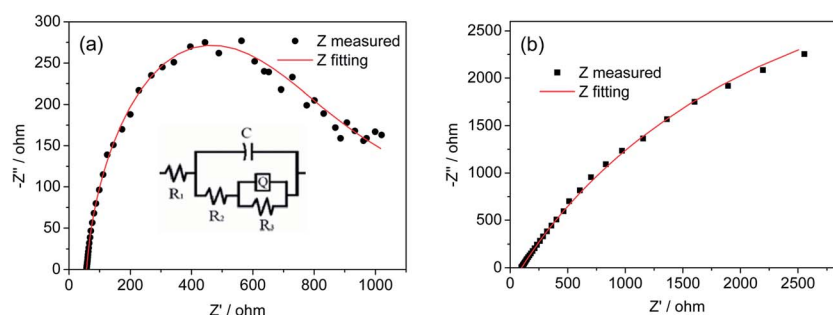 (a)
Z measured
Z fitting
-Z'' / ohm
300
250
200
150
100
50
0
0 200 400 600 800 1000
Z' / ohm
C
R₁
R₂
Q
R₃
(b)
Z measured
Z fitting
-Z'' / ohm
2500
2000
1500
1000
500
0
0 500 1000 1500 2000 2500
Z' / ohm